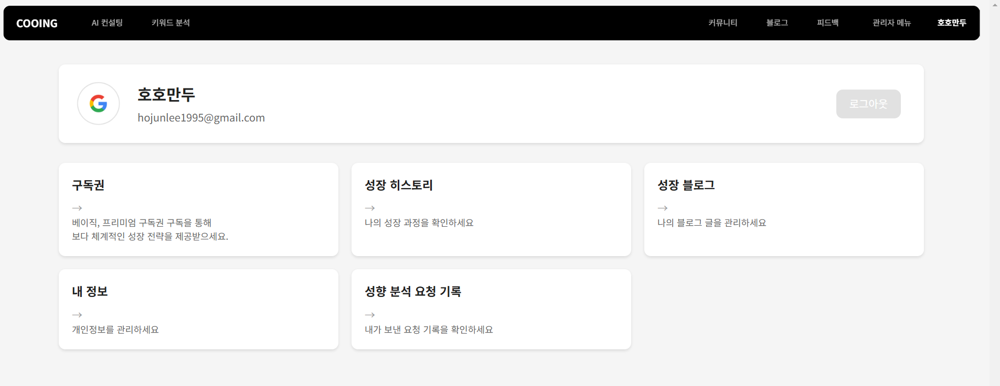 COOING
AI 컨설팅
키워드 분석
커뮤니티
블로그
피드백
관리자 메뉴
호호만두
호호만두
hojunlee1995@gmail.com
로그아웃
구독권
→
베이직, 프리미엄 구독권 구독을 통해
보다 체계적인 성장 전략을 제공받으세요.
성장 히스토리
→
나의 성장 과정을 확인하세요
성장 블로그
→
나의 블로그 글을 관리하세요
내 정보
→
개인정보를 관리하세요
성향 분석 요청 기록
→
내가 보낸 요청 기록을 확인하세요